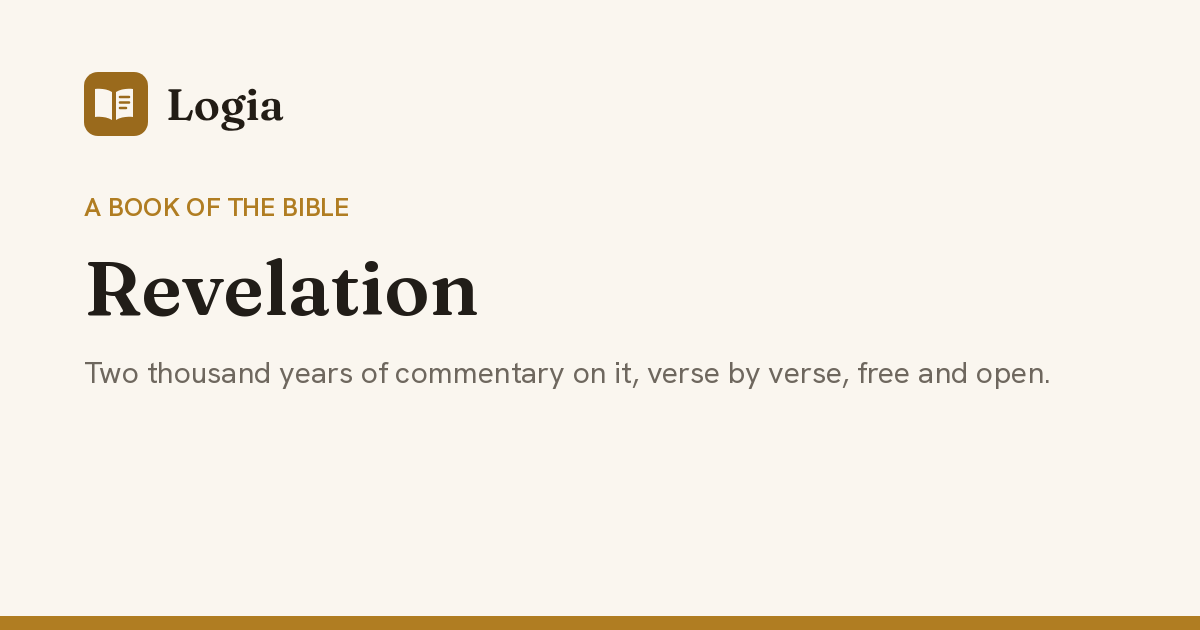 Logia
A BOOK OF THE BIBLE
Revelation
Two thousand years of commentary on it, verse by verse, free and open.